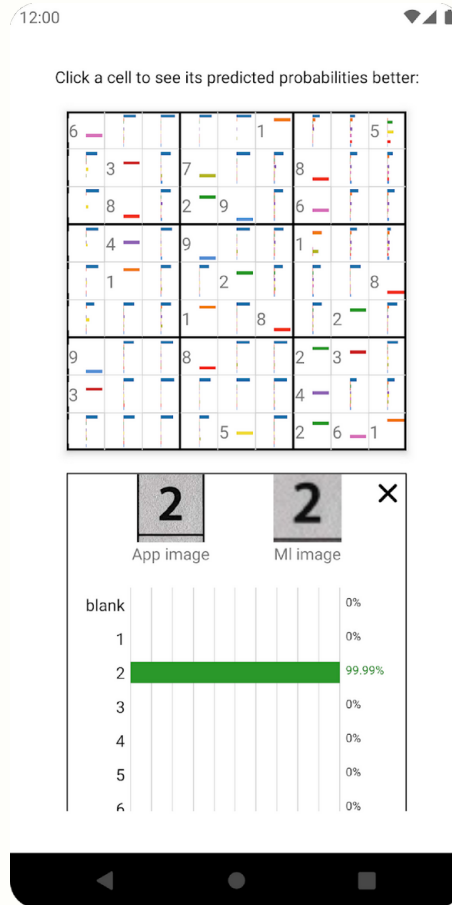 12:00
Click a cell to see its predicted probabilities better:
6 1 5
3 7 8
8 2 9 6
4 9 1
1 2 8
1 8 2
9 8 2 3
3 4
5 2 6 1
2 2
App image Ml image
blank 0%
1 0%
2 99.99%
3 0%
4 0%
5 0%
6 0%